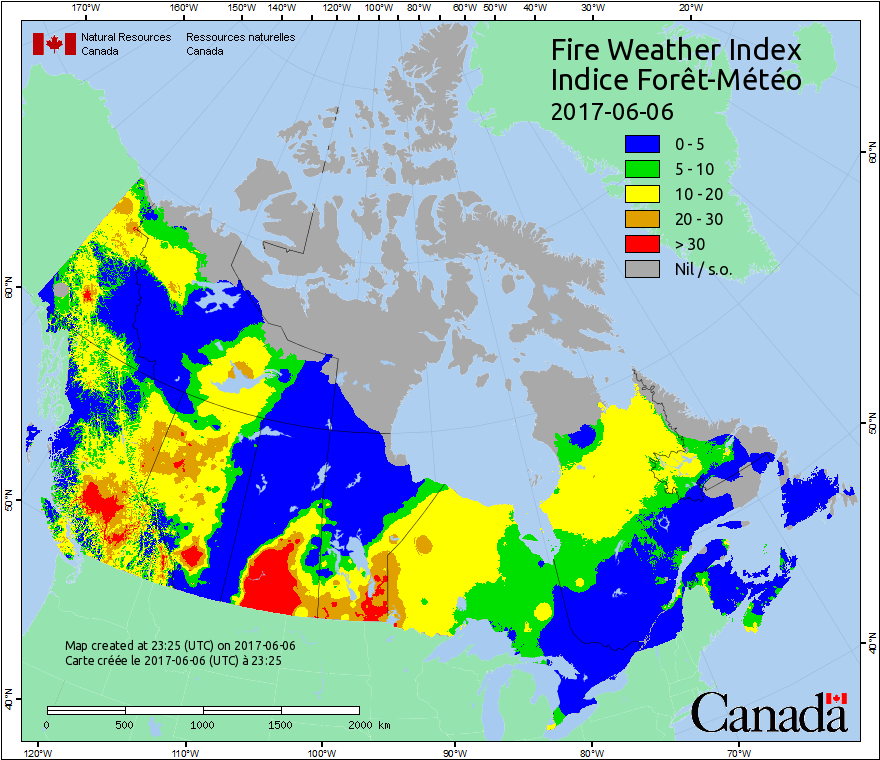 170°W 160°W 150°W 140°W 130°W 120°W 110°W 100°W 90°W 80°W 60°W 50°W 40°W 30°W 20°W
Natural Resources Ressources naturelles
Canada Canada
Fire Weather Index
Indice Forêt-Météo
2017-06-06
0 - 5
5 - 10
10 - 20
20 - 30
> 30
Nil / s.o.
60°N
60°N
50°N
50°N
40°N
40°N
Map created at 23:25 (UTC) on 2017-06-06
Carte créée le 2017-06-06 (UTC) à 23:25
0 500 1000 1500 2000 km
Canada
120°W 110°W 100°W 90°W 80°W 70°W